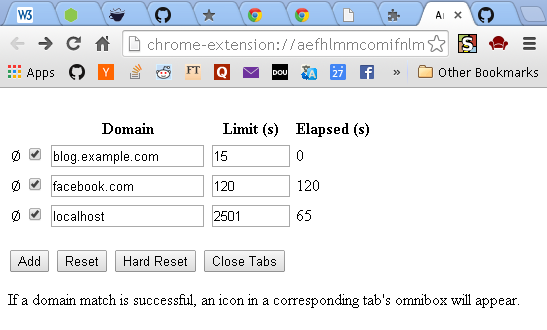 W3
A
chrome-extension://aefhlmmcomifnlm
Apps
Y
FT
Q
DOU
27
»
Other Bookmarks
Domain Limit (s) Elapsed (s)
Ø blog.example.com 15 0
Ø facebook.com 120 120
Ø localhost 2501 65
Add Reset Hard Reset Close Tabs
If a domain match is successful, an icon in a corresponding tab's omnibox will appear.